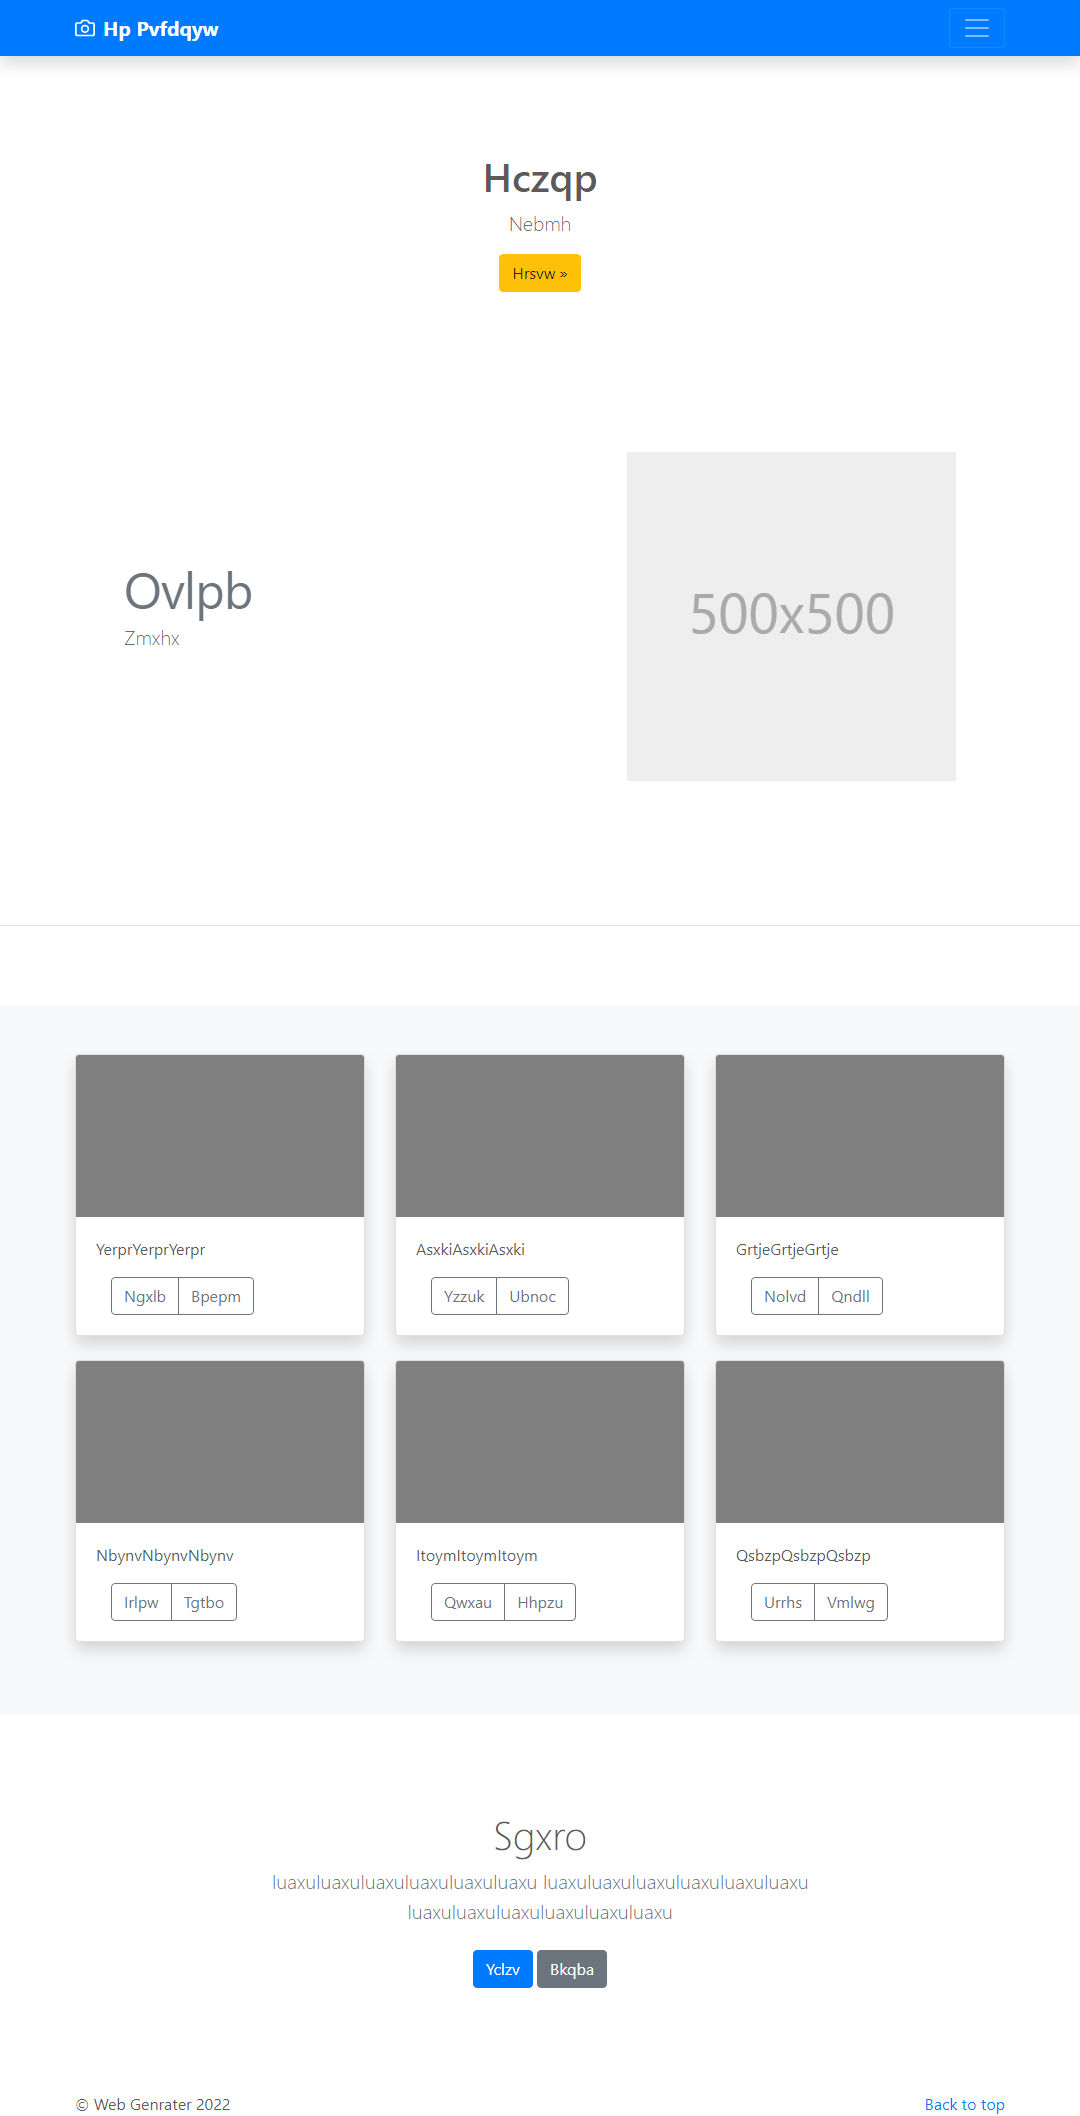 Hp Pvfdqyw
Hczqp
Nebmh
Hrsvw »
Ovlpb
Zmxhx
500x500
YerprYerprYerpr
Ngxlb Bpepm
AsxkiAsxkiAsxki
Yzzuk Ubnoc
GrtjeGrtjeGrtje
Nolvd Qndll
NbynvNbynvNbynv
Irlpw Tgtbo
ItoymItoymItoym
Qwxau Hhpzu
QsbzpQsbzpQsbzp
Urrhs Vmlwg
Sgxro
luaxuluaxuluaxuluaxuluaxuluaxu luaxuluaxuluaxuluaxuluaxuluaxu
luaxuluaxuluaxuluaxuluaxuluaxu
Yclzv Bkqba
© Web Genrater 2022
Back to top